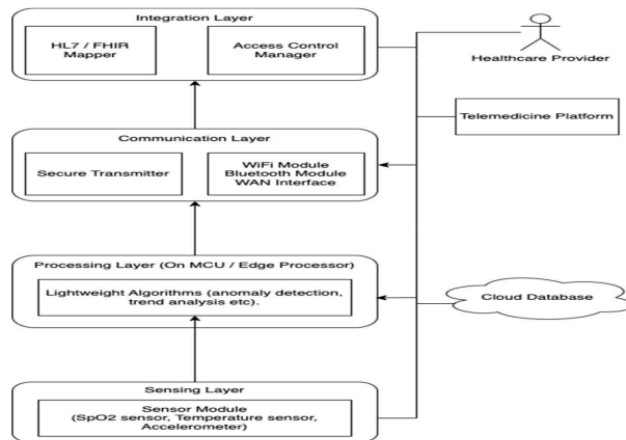 Integration Layer
HL7 / FHIR
Mapper
Access Control
Manager
Healthcare Provider
Telemedicine Platform
Communication Layer
Secure Transmitter
WiFi Module
Bluetooth Module
WAN Interface
Processing Layer (On MCU / Edge Processor)
Lightweight Algorithms (anomaly detection,
trend analysis etc).
Cloud Database
Sensing Layer
Sensor Module
(SpO2 sensor, Temperature sensor,
Accelerometer)